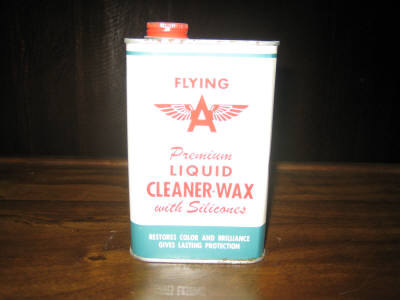 FLYING
A
Premium
LIQUID
CLEANER-WAX
with Silicones
RESTORES COLOR AND BRILLIANCE
GIVES LASTING PROTECTION